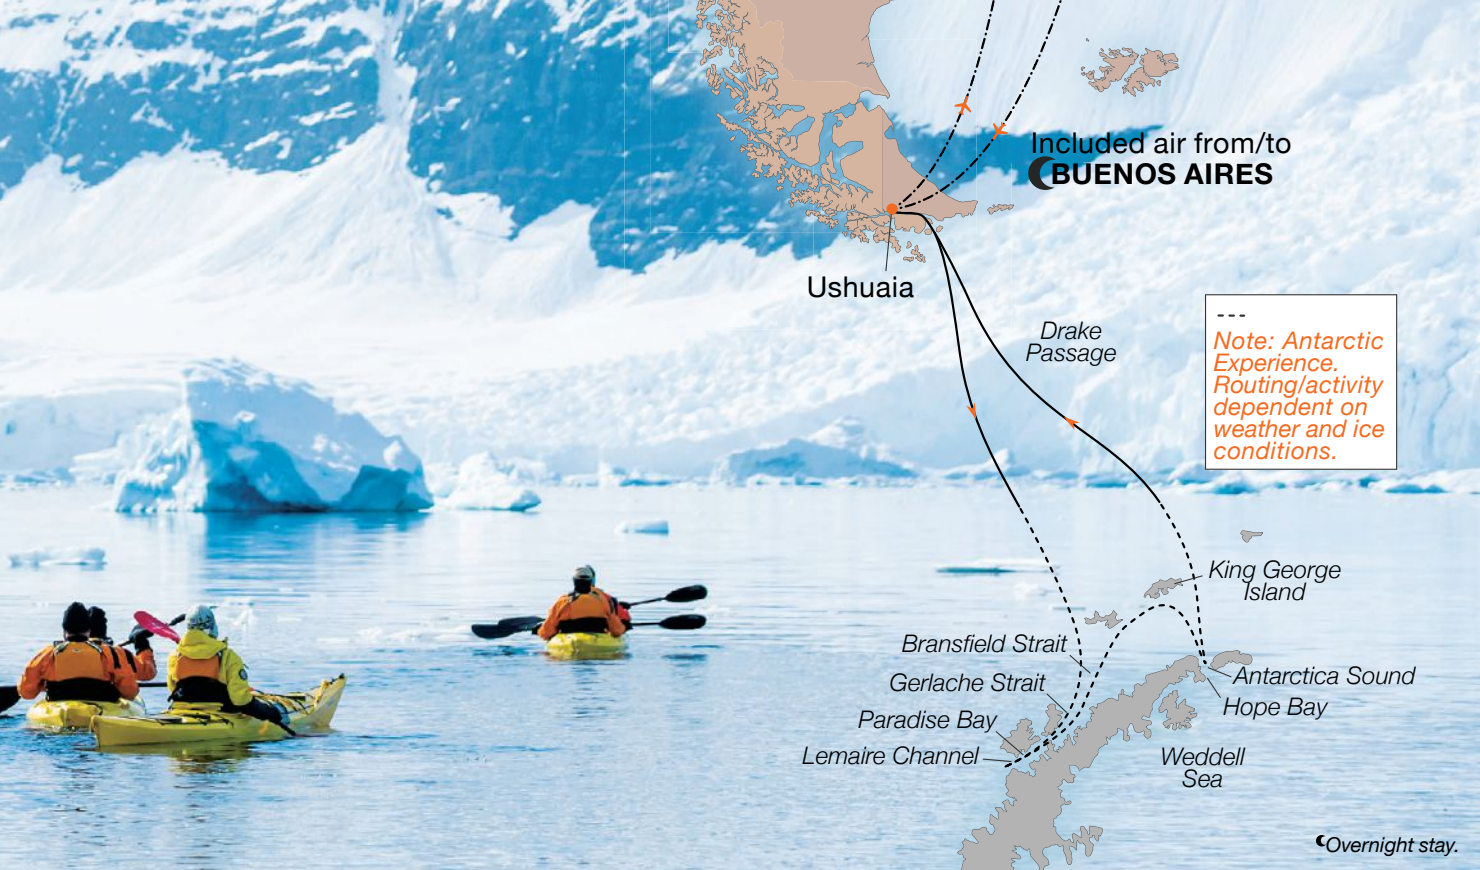 Included air from/to
BUENOS AIRES
Ushuaia
Drake
Passage
---
Note: Antarctic
Experience.
Routing/activity
dependent on
weather and ice
conditions.
King George
Island
Bransfield Strait
Gerlache Strait
Antarctica Sound
Hope Bay
Paradise Bay
Lemaire Channel
Weddell
Sea
Overnight stay.